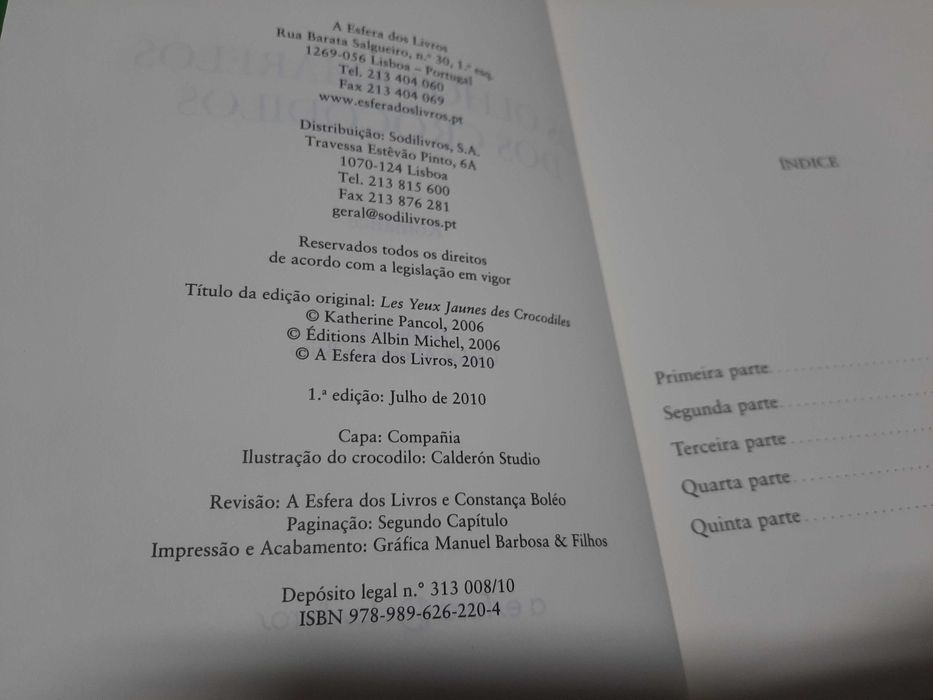 A Esfera dos Livros
Rua Barata Salgueiro, n.º 30, 1.º esq.
1269-056 Lisboa – Portugal
Tel. 213 404 060
Fax 213 404 069
www.esferadoslivros.pt
Distribuição: Sodilivros, S.A.
Travessa Estêvão Pinto, 6A
1070-124 Lisboa
Tel. 213 815 600
Fax 213 876 281
geral@sodilivros.pt
Reservados todos os direitos
de acordo com a legislação em vigor
Título da edição original: Les Yeux Jaunes des Crocodiles
© Katherine Pancol, 2006
© Éditions Albin Michel, 2006
© A Esfera dos Livros, 2010
1.ª edição: Julho de 2010
Capa: Compañia
Ilustração do crocodilo: Calderón Studio
Revisão: A Esfera dos Livros e Constança Boléo
Paginação: Segundo Capítulo
Impressão e Acabamento: Gráfica Manuel Barbosa & Filhos
Depósito legal n.º 313 008/10
ISBN 978-989-626-220-4
ÍNDICE
Primeira parte
Segunda parte
Terceira parte
Quarta parte
Quinta parte